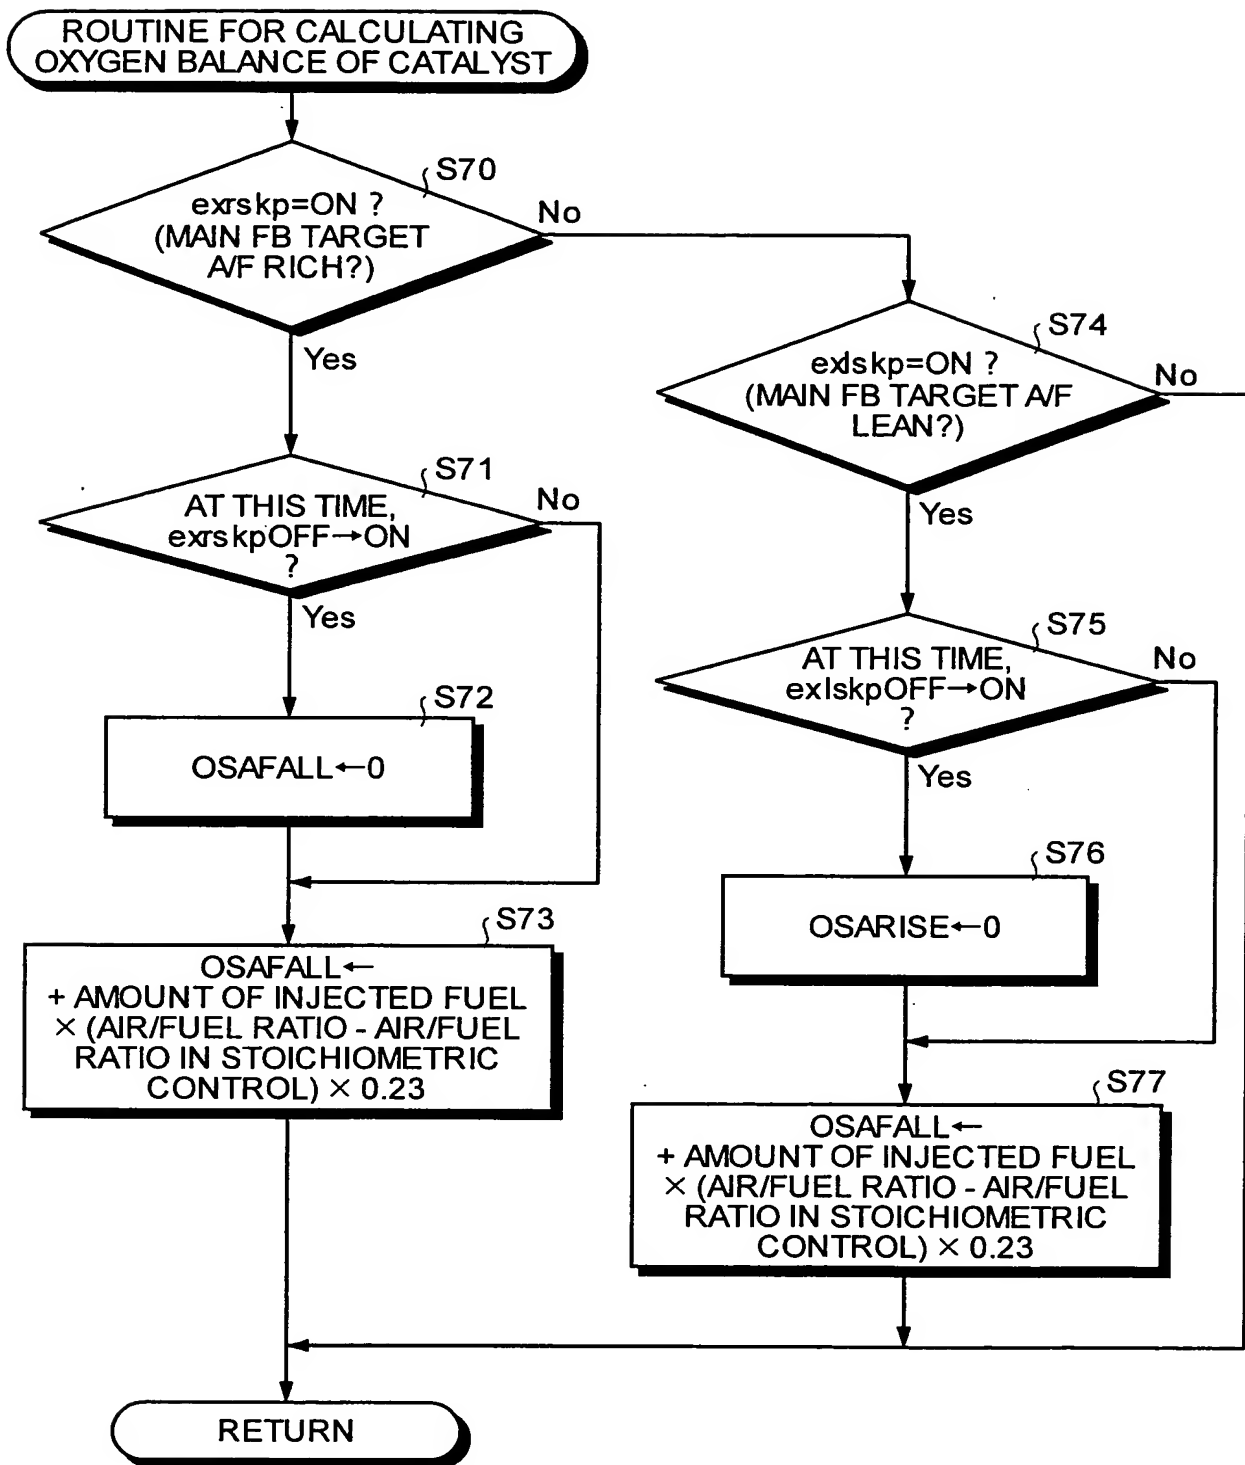 ROUTINE FOR CALCULATING
OXYGEN BALANCE OF CATALYST
S70
exrskp=ON ?
(MAIN FB TARGET
A/F RICH?)
No
Yes
S71
AT THIS TIME,
exrskpOFF→ON
?
No
Yes
S72
OSAFALL←0
S73
OSAFALL←
+ AMOUNT OF INJECTED FUEL
× (AIR/FUEL RATIO - AIR/FUEL
RATIO IN STOICHIOMETRIC
CONTROL) × 0.23
S74
exlskp=ON ?
(MAIN FB TARGET A/F
LEAN?)
No
Yes
S75
AT THIS TIME,
exlskpOFF→ON
?
No
Yes
S76
OSARISE←0
S77
OSAFALL←
+ AMOUNT OF INJECTED FUEL
× (AIR/FUEL RATIO - AIR/FUEL
RATIO IN STOICHIOMETRIC
CONTROL) × 0.23
RETURN